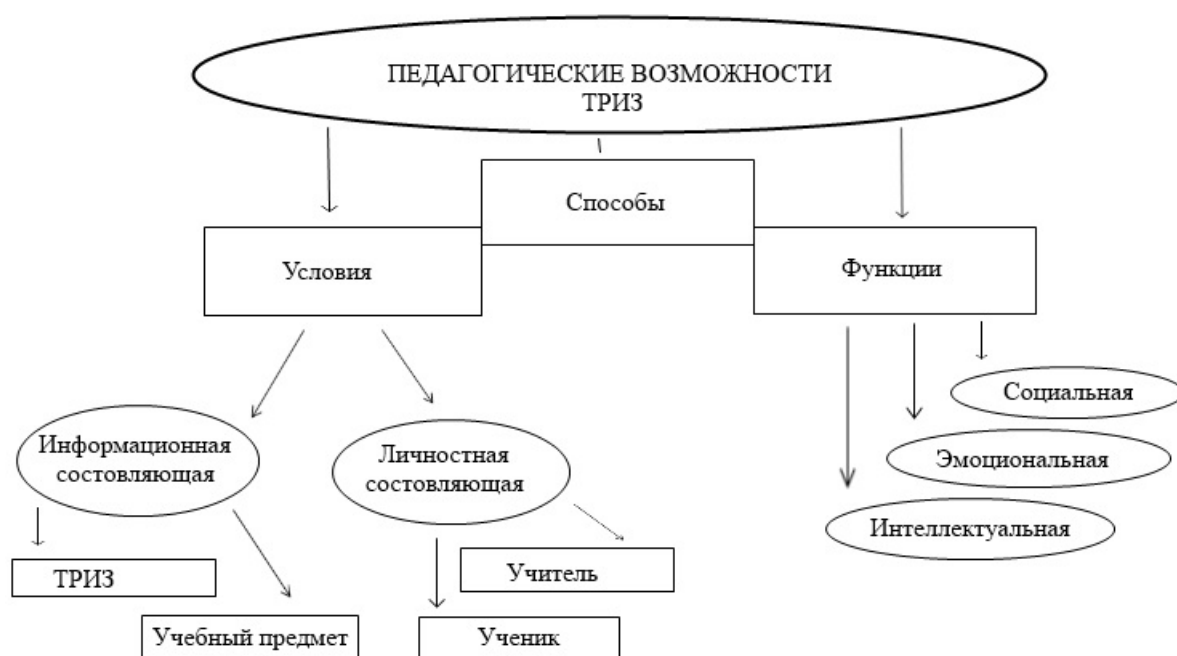 ПЕДАГОГИЧЕСКИЕ ВОЗМОЖНОСТИ
ТРИЗ
Способы
Условия
Функции
Социальная
Информационная
состовляющая
Личностная
состовляющая
Эмоциональная
Интеллектуальная
ТРИЗ
Учитель
Учебный предмет
Ученик